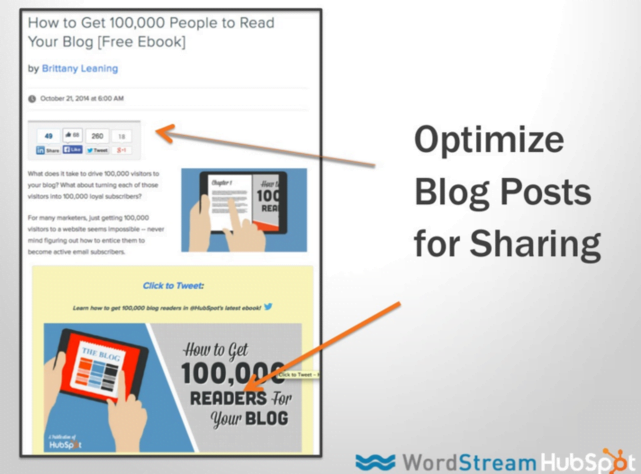 How to Get 100,000 People to Read
Your Blog [Free Ebook]
by Brittany Leaning
October 21, 2014 at 6:00 AM
49 88 260 18
Share Like Tweet +1
What does it take to drive 100,000 visitors to
your blog? What about turning each of those
visitors into 100,000 loyal subscribers?
For many marketers, just getting 100,000
visitors to a website seems impossible – never
mind figuring out how to entice them to
become active email subscribers.
Chapter 1
How to
100
REA
Click to Tweet:
Learn how to get 100,000 blog readers in @HubSpot's latest ebook!
THE BLOG
How to Get
100,000
READERS For
Your BLOG
Click to Tweet -
HubSpot
Optimize
Blog Posts
for Sharing
WordStream HubSpot